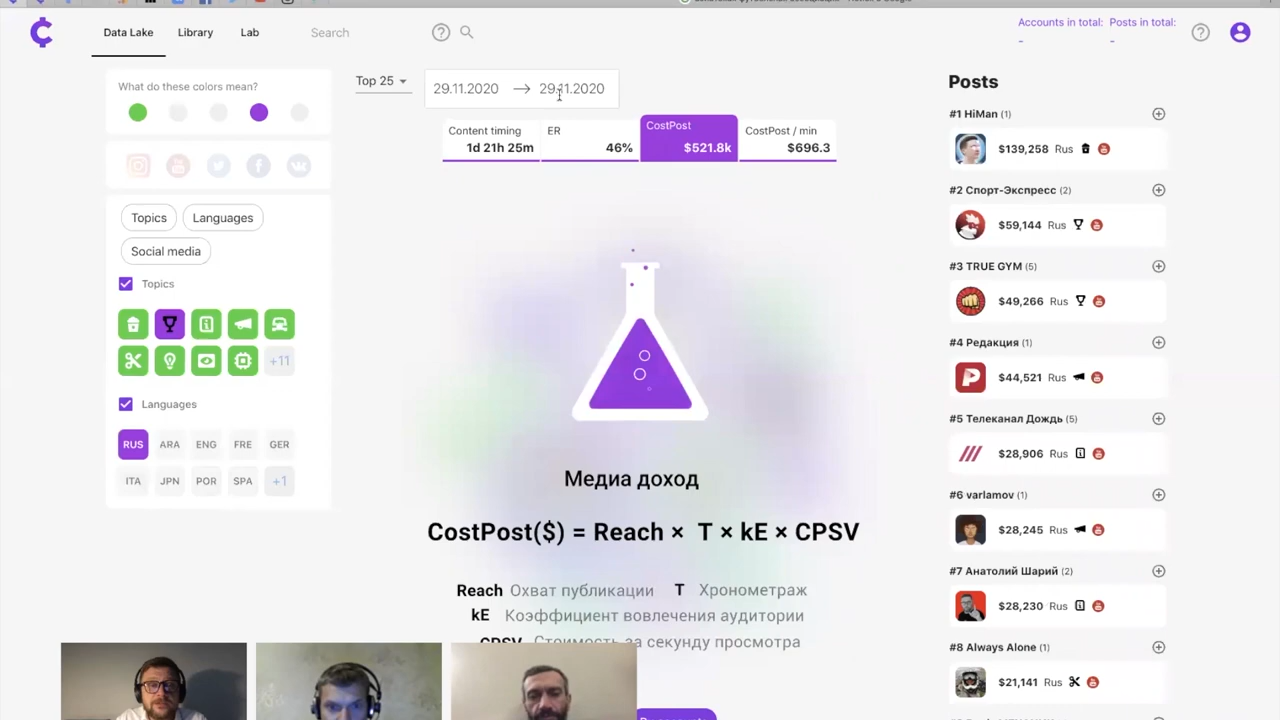 Data Lake
Library
Lab
Search
Accounts in total:
Posts in total:
-
-
What do these colors mean?
Top 25
29.11.2020 → 29.11.2020
Content timing
1d 21h 25m
ER
46%
CostPost
$521.8k
CostPost / min
$696.3
Topics
Languages
Social media
Topics
+11
Languages
RUS
ARA
ENG
FRE
GER
ITA
JPN
POR
SPA
+1
Медиа доход
CostPost($) = Reach × T × kE × CPSV
Reach Охват публикации T Хронометраж
kE Коэффициент вовлечения аудитории
CPSV Стоимость за секунду просмотра
Posts
#1 HiMan (1)
$139,258 Rus
#2 Спорт-Экспресс (2)
$59,144 Rus
#3 TRUE GYM (5)
$49,266 Rus
#4 Редакция (1)
$44,521 Rus
#5 Телеканал Дождь (5)
$28,906 Rus
#6 varlamov (1)
$28,245 Rus
#7 Анатолий Шарий (2)
$28,230 Rus
#8 Always Alone (1)
$21,141 Rus